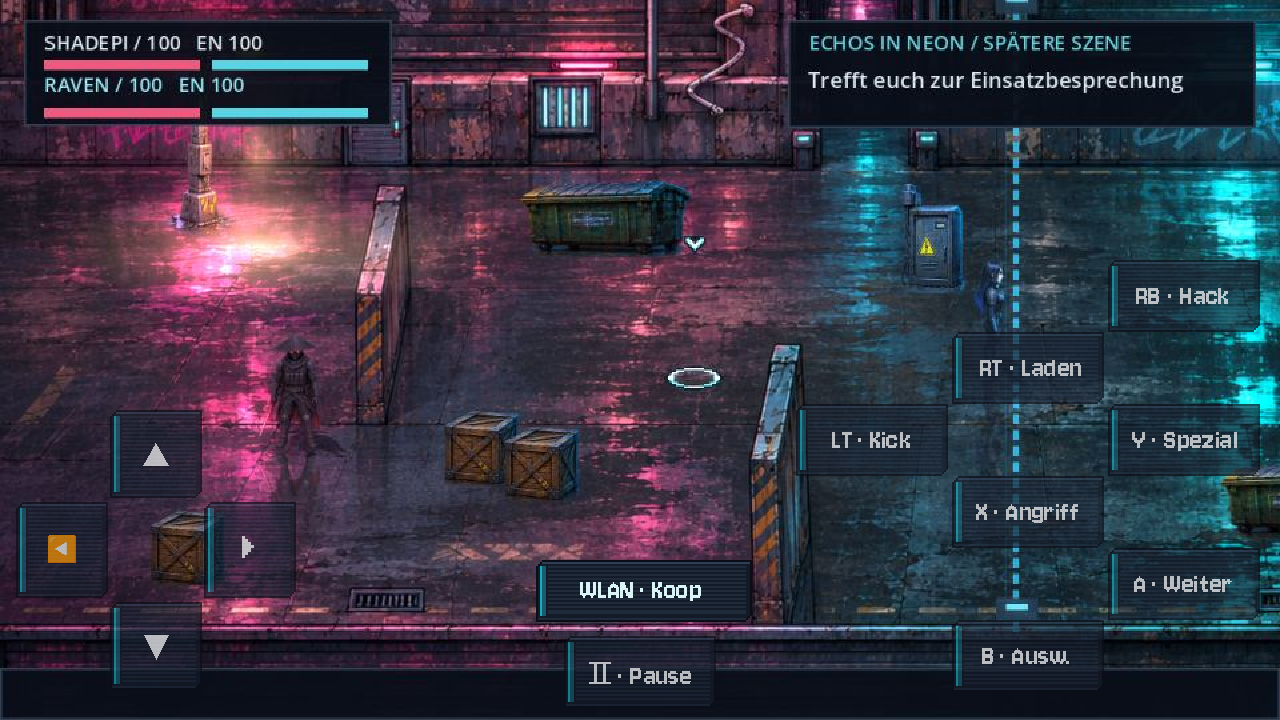 SHADEPI / 100 EN 100
RAVEN / 100 EN 100
ECHOS IN NEON / SPÄTERE SZENE
Trefft euch zur Einsatzbesprechung
RB · Hack
RT · Laden
LT · Kick
Y · Spezial
X · Angriff
WLAN · Koop
A · Weiter
B · Ausw.
II · Pause